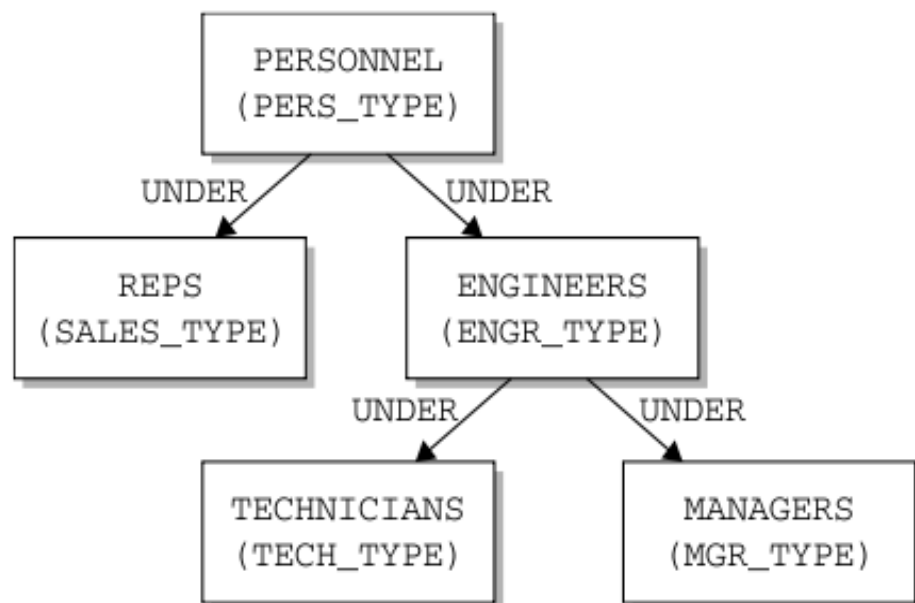 PERSONNEL
(PERS_TYPE)
UNDER
UNDER
REPS
(SALES_TYPE)
ENGINEERS
(ENGR_TYPE)
UNDER
UNDER
TECHNICIANS
(TECH_TYPE)
MANAGERS
(MGR_TYPE)